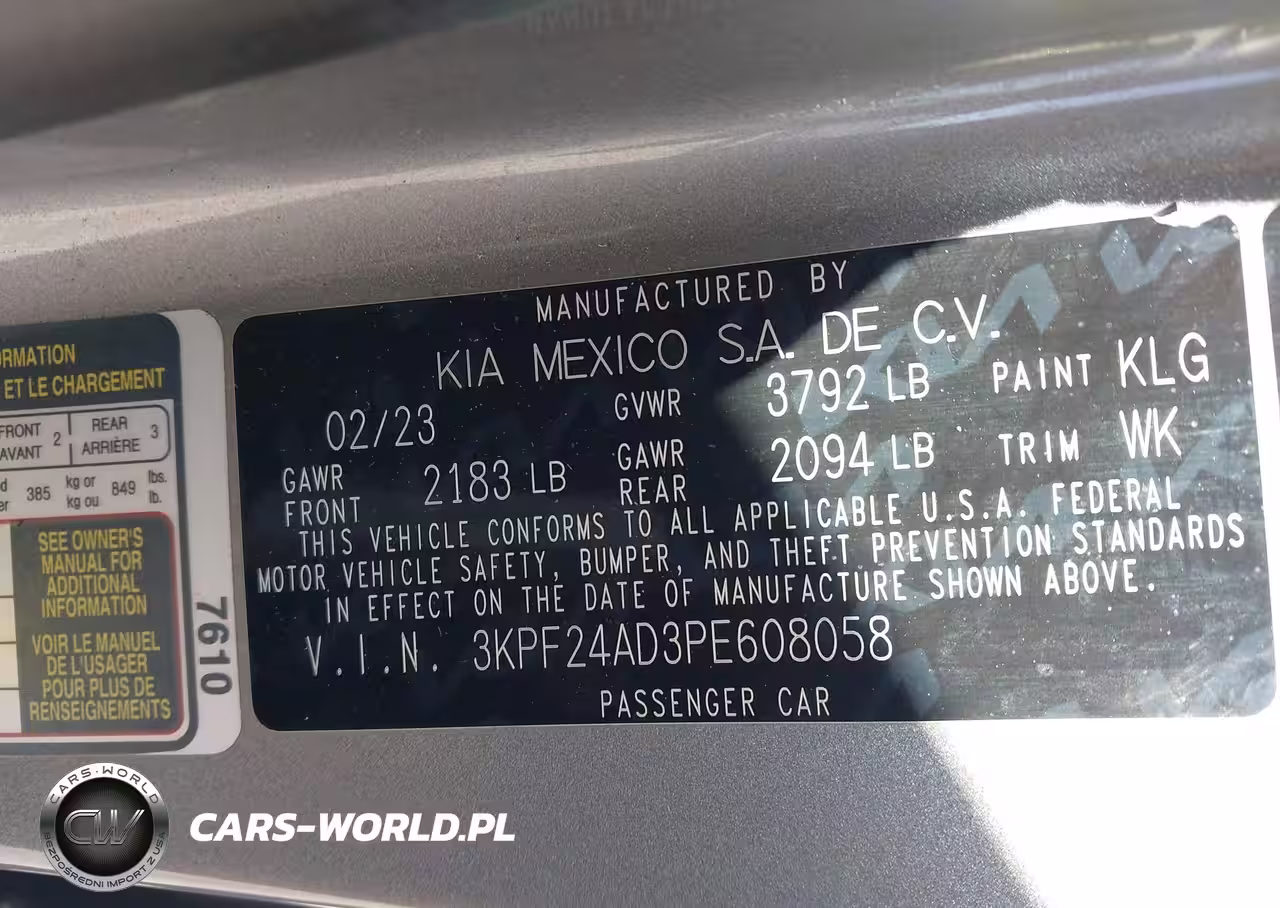 ORMATION
ET LE CHARGEMENT
FRONT
AVANT 2
REAR
ARRIÈRE 3
385 kg or
kg ou 849 lbs.
lb.
SEE OWNER'S
MANUAL FOR
ADDITIONAL
INFORMATION
VOIR LE MANUEL
DE L'USAGER
POUR PLUS DE
RENSEIGNEMENTS
7610
MANUFACTURED BY
KIA MEXICO S.A. DE C.V.
02/23 GVWR 3792 LB PAINT KLG
GAWR
FRONT 2183 LB GAWR
REAR 2094 LB TRIM WK
THIS VEHICLE CONFORMS TO ALL APPLICABLE U.S.A. FEDERAL
MOTOR VEHICLE SAFETY, BUMPER, AND THEFT PREVENTION STANDARDS
IN EFFECT ON THE DATE OF MANUFACTURE SHOWN ABOVE.
V.I.N. 3KPF24AD3PE608058
PASSENGER CAR
CARS-WORLD
CW
BEZPOŚREDNI IMPORT Z USA
CARS-WORLD.PL